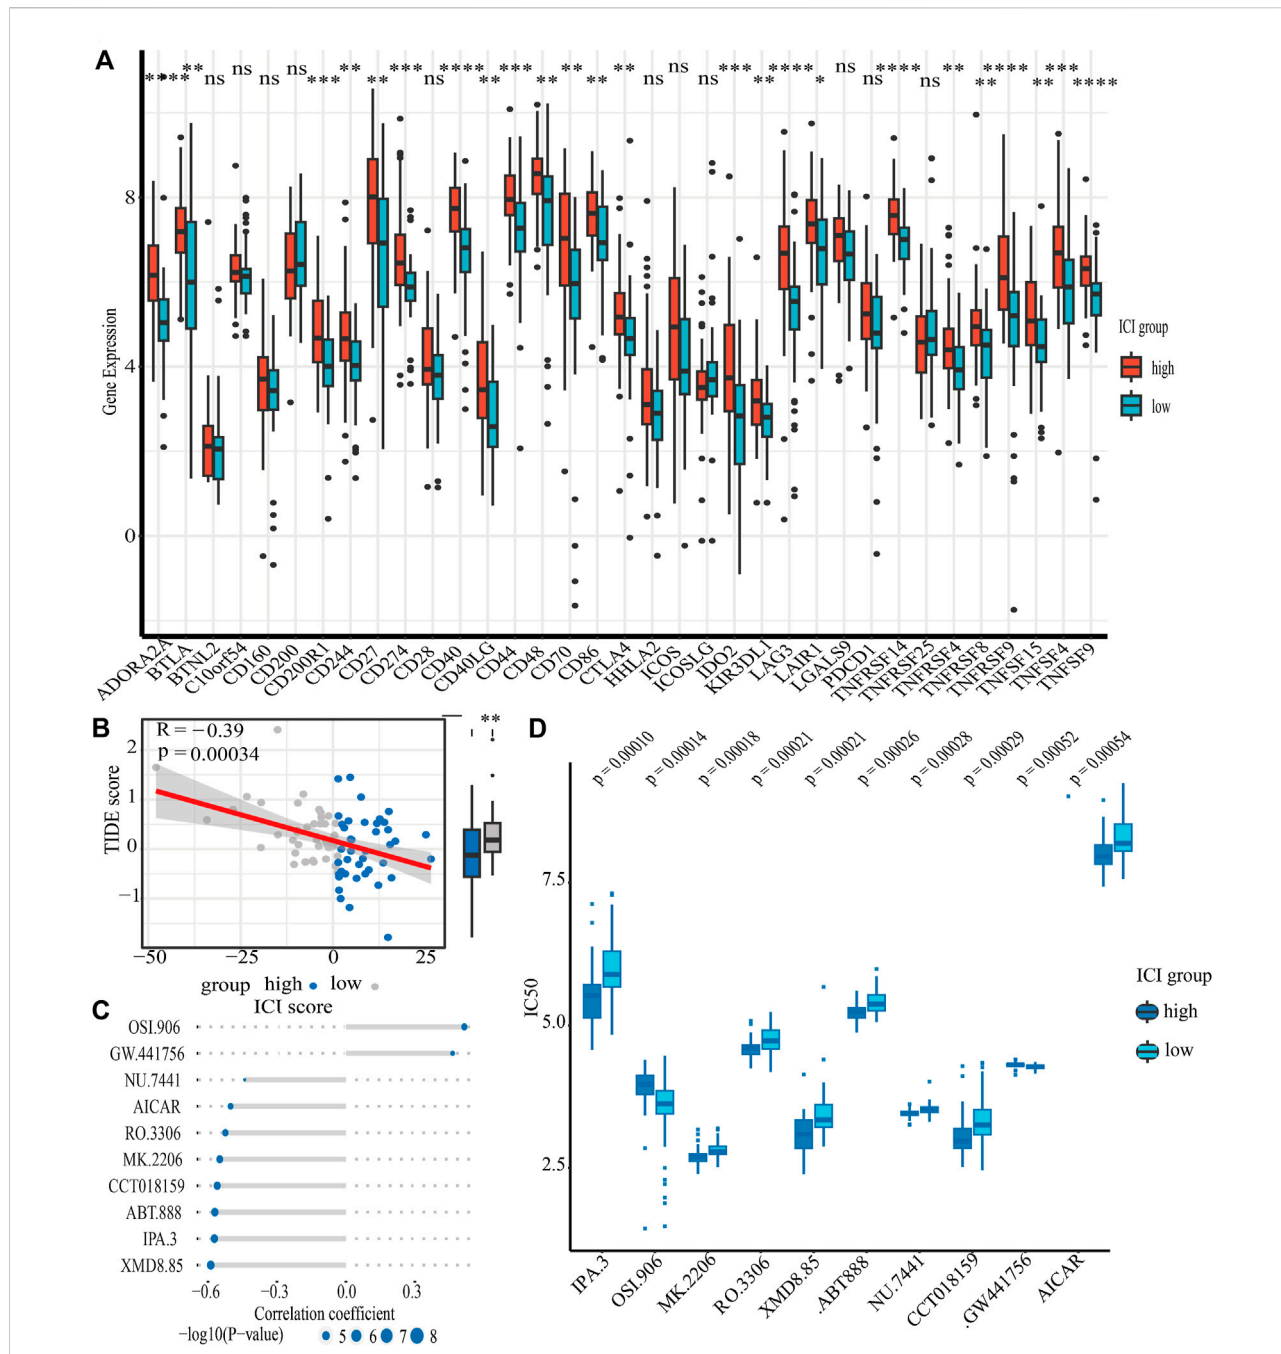 A
** ** ** ns ns ns ns *** ** ** *** ns **** ** *** ** ** ** ** ns ns ns *** ** **** * ns ns **** ns ** ** **** ** *** ****
Gene Expression
8
4
0
ICI group
high
low
ADORA2A
BTLA
BTNL2
C10orf54
CD160
CD200
CD200R1
CD244
CD27
CD274
CD28
CD40
CD40LG
CD44
CD48
CD70
CD86
CTLA4
HHLA2
ICOS
ICOSLG
IDO2
KIR3DL1
LAG3
LAIR1
LGALS9
PDCD1
TNFRSF14
TNFRSF25
TNFRSF4
TNFRSF8
TNFRSF9
TNFSF15
TNFSF4
TNFSF9
B
R = −0.39
p = 0.00034
**
TIDE score
2
1
0
−1
−50 −25 0 25
group high low
ICI score
C
OSI.906
GW.441756
NU.7441
AICAR
RO.3306
MK.2206
CCT018159
ABT.888
IPA.3
XMD8.85
−0.6 −0.3 0.0 0.3
Correlation coefficient
−log10(P−value) 5 6 7 8
D
p = 0.00010
p = 0.00014
p = 0.00018
p = 0.00021
p = 0.00021
p = 0.00026
p = 0.00028
p = 0.00029
p = 0.00052
p = 0.00054
IC50
7.5
5.0
2.5
ICI group
high
low
IPA.3
OSI.906
MK.2206
RO.3306
XMD8.85
.ABT888
NU.7441
CCT018159
.GW441756
AICAR